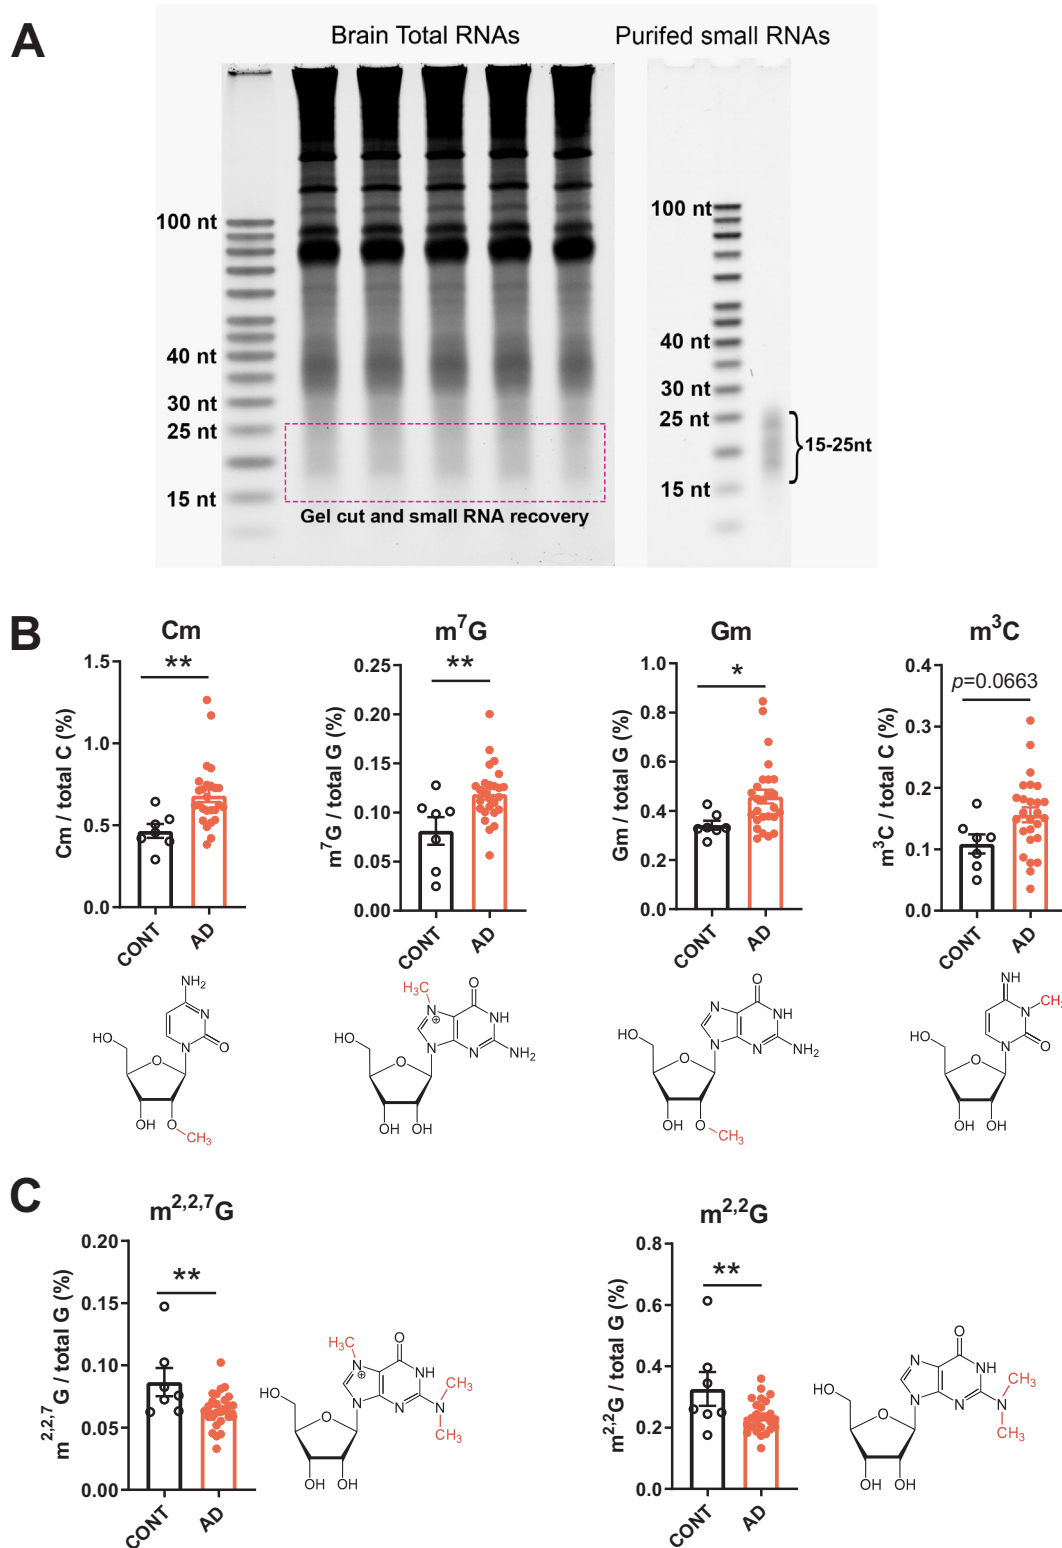 A
Brain Total RNAs
Purifed small RNAs
100 nt
40 nt
30 nt
25 nt
15 nt
Gel cut and small RNA recovery
100 nt
40 nt
30 nt
25 nt
15 nt
15-25nt
B
Cm
**
Cm / total C (%)
1.5
1.0
0.5
0.0
CONT
AD
m⁷G
**
m⁷G / total G (%)
0.25
0.20
0.15
0.10
0.05
0.00
CONT
AD
Gm
*
Gm / total G (%)
1.0
0.8
0.6
0.4
0.2
0.0
CONT
AD
m³C
p=0.0663
m³C / total C (%)
0.4
0.3
0.2
0.1
0.0
CONT
AD
NH₂
N
N
O
HO
O
OH
O
CH₃
H₃C
O
N
⊕
NH
N
N
NH₂
HO
O
OH
OH
O
N
NH
N
N
NH₂
HO
O
OH
O
CH₃
NH
CH₃
N
N
O
HO
O
OH
OH
C
m²,²,⁷G
**
m²,²,⁷G / total G (%)
0.20
0.15
0.10
0.05
0.00
CONT
AD
H₃C
O
N
⊕
NH
CH₃
N
N
N
CH₃
HO
O
OH
OH
m²,²G
**
m²,²G / total G (%)
0.8
0.6
0.4
0.2
0.0
CONT
AD
O
N
NH
CH₃
N
N
N
CH₃
HO
O
OH
OH